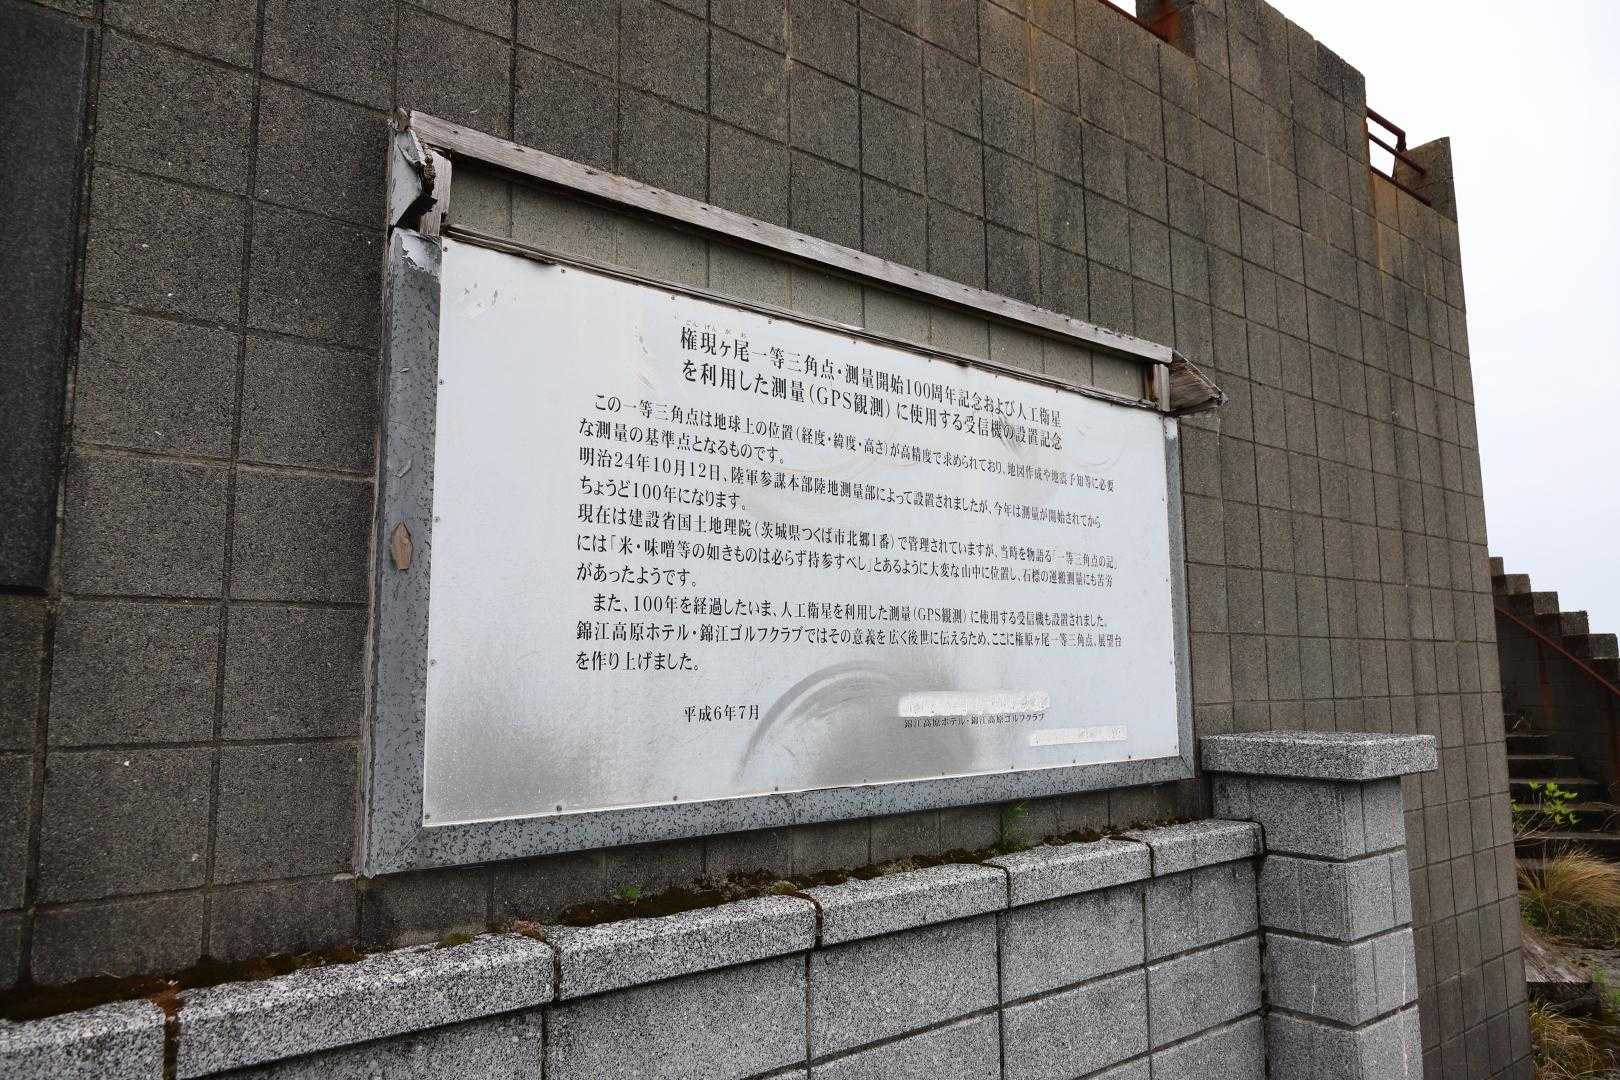 ごんげんがお
権現ヶ尾一等三角点・測量開始100周年記念および人工衛星
を利用した測量(GPS観測)に使用する受信機の設置記念
この一等三角点は地球上の位置(経度・緯度・高さ)が高精度で求められており、地図作成や地震予知等に必要
な測量の基準点となるものです。
明治24年10月12日、陸軍参謀本部陸地測量部によって設置されましたが、今年は測量が開始されてから
ちょうど100年になります。
現在は建設省国土地理院(茨城県つくば市北郷1番)で管理されていますが、当時を物語る「一等三角点の記」
には「米・味噌等の如きものは必らず持参すべし」とあるように大変な山中に位置し、石標の運搬測量にも苦労
があったようです。
また、100年を経過したいま、人工衛星を利用した測量(GPS観測)に使用する受信機も設置されました。
錦江高原ホテル・錦江ゴルフクラブではその意義を広く後世に伝えるため、ここに権原ヶ尾一等三角点、展望台
を作り上げました。
平成6年7月
錦江高原ホテル・錦江高原ゴルフクラブ